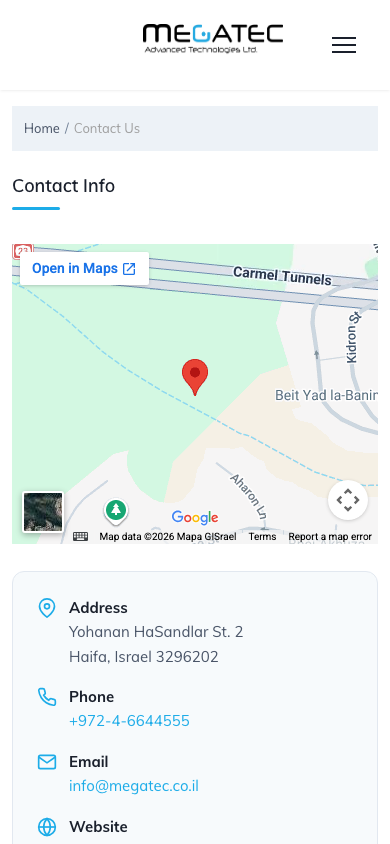 MEGATEC
Advanced Technologies Ltd.
Home / Contact Us
Contact Info
23
Open in Maps
Carmel Tunnels
Kidron St
Beit Yad la-Banin
Aharon Ln
Google
Map data ©2026 Mapa GISrael Terms Report a map error
Address
Yohanan HaSandlar St. 2
Haifa, Israel 3296202
Phone
+972-4-6644555
Email
info@megatec.co.il
Website